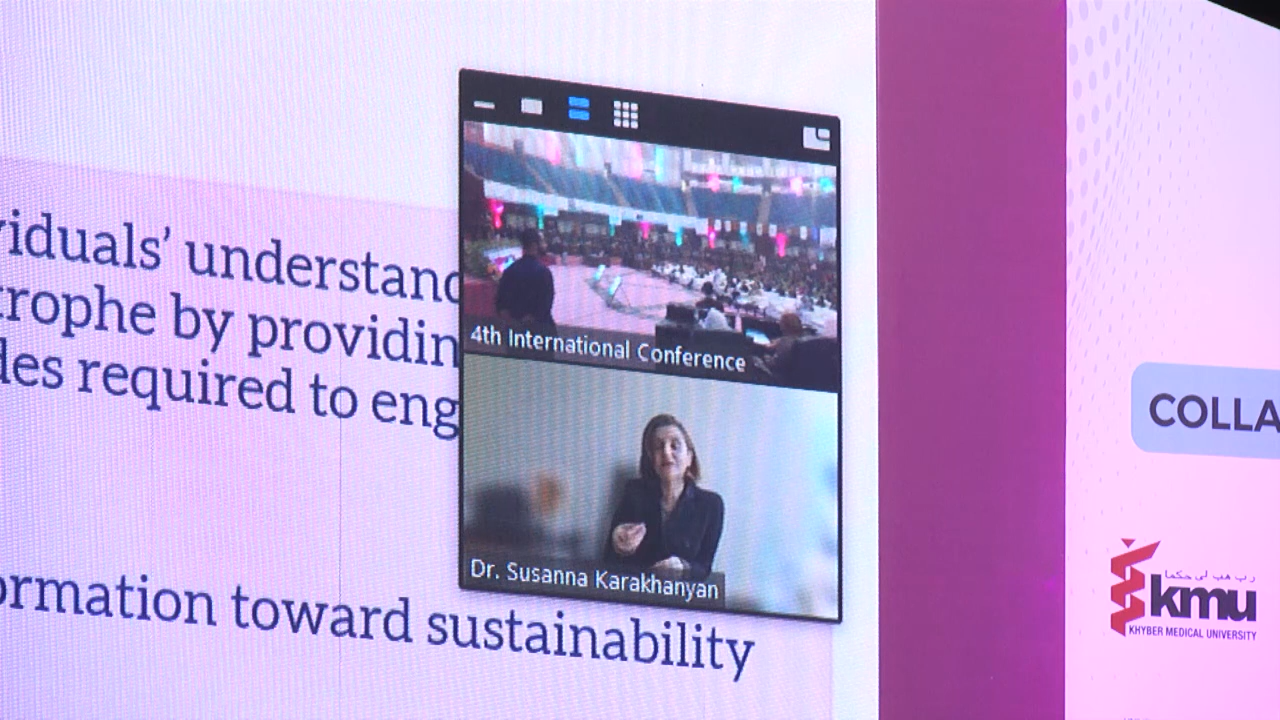 viduals' understand
trophe by providin
des required to eng
ormation toward sustainability
4th International Conference
Dr. Susanna Karakhanyan
COLLA
kmu
KHYBER MEDICAL UNIVERSITY